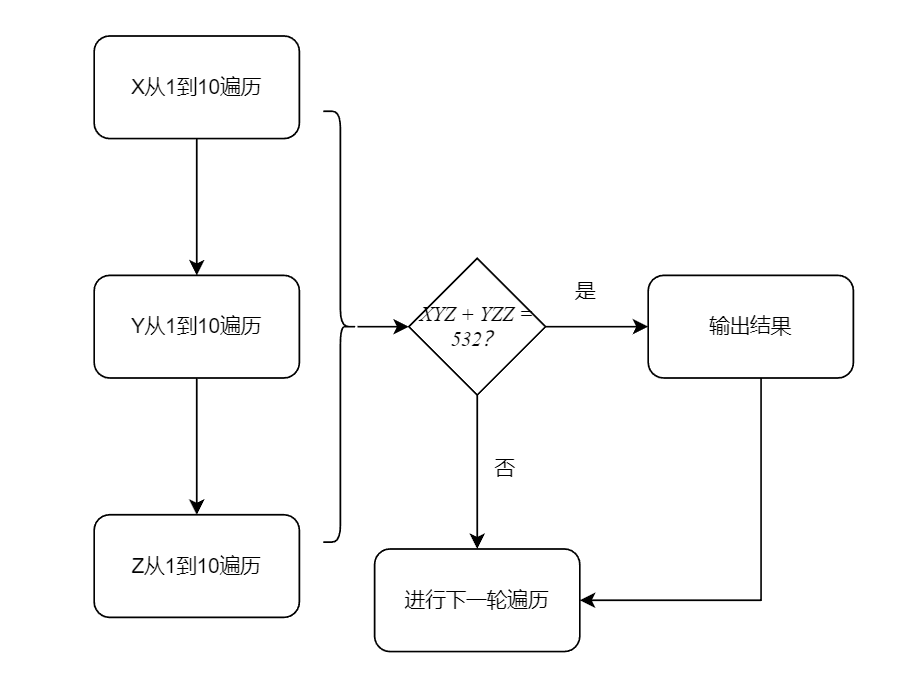 X从1到10遍历
Y从1到10遍历
Z从1到10遍历
XYZ + YZZ =
532?
是
否
输出结果
进行下一轮遍历